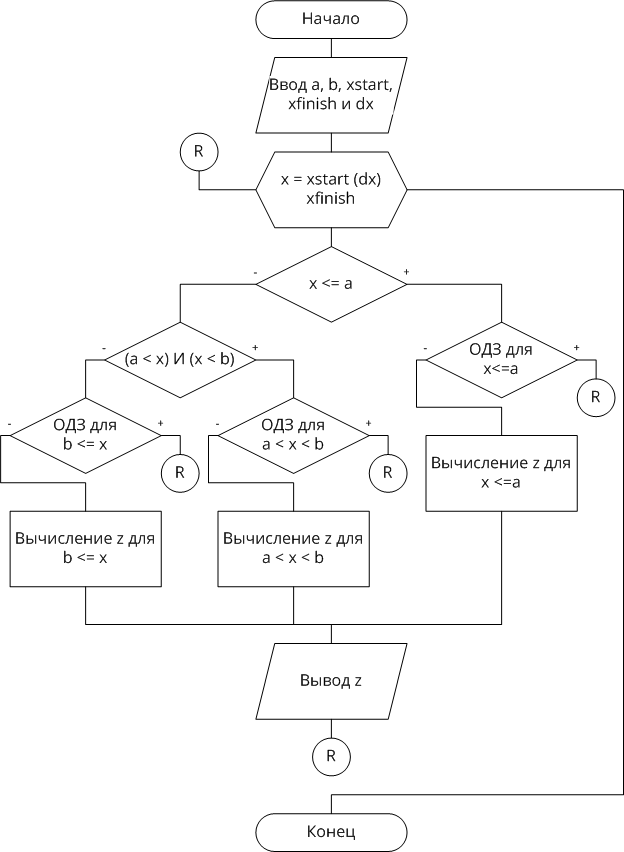 Начало
Ввод a, b, xstart,
xfinish и dx
R
x = xstart (dx)
xfinish
-
+
x <= a
-
+
(a < x) И (x < b)
-
+
ОДЗ для
x<=a
R
-
+
ОДЗ для
b <= x
R
-
+
ОДЗ для
a < x < b
R
Вычисление z для
x <=a
Вычисление z для
b <= x
Вычисление z для
a < x < b
Вывод z
R
Конец